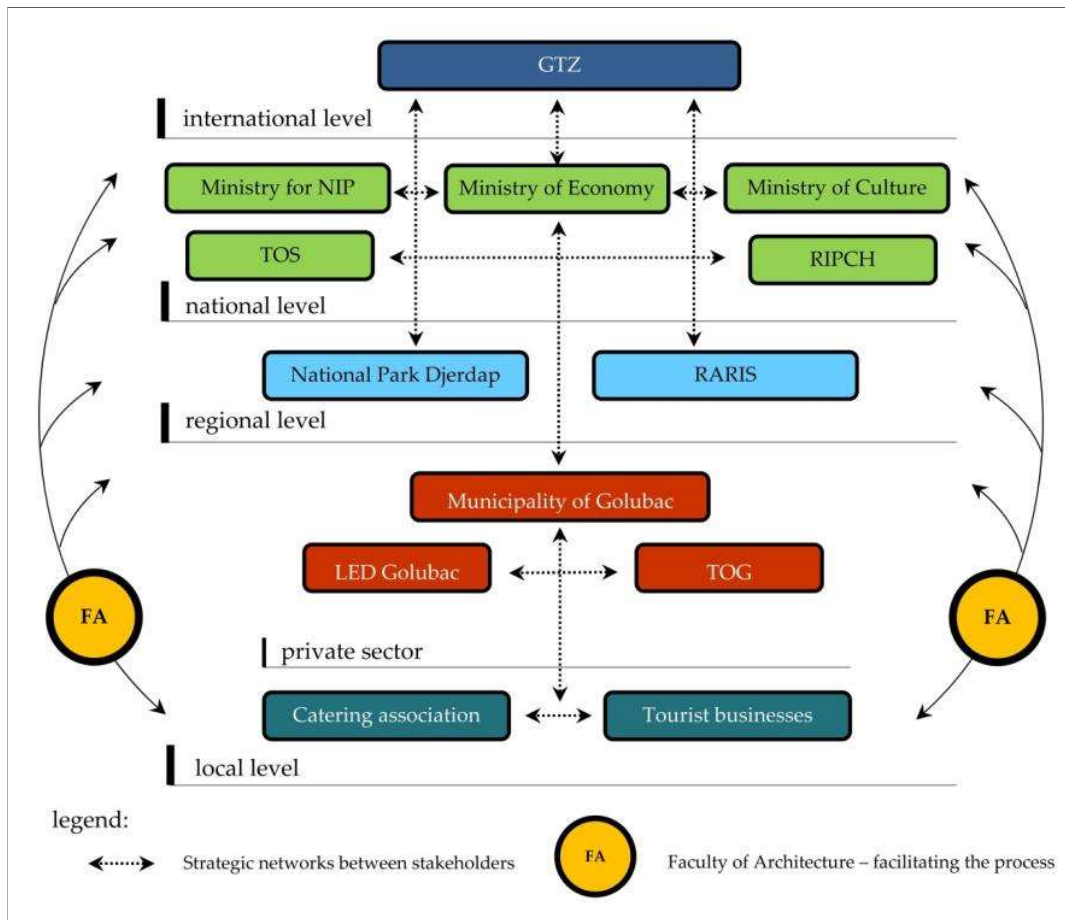 GTZ
international level
Ministry for NIP
Ministry of Economy
Ministry of Culture
TOS
RIPCH
national level
National Park Djerdap
RARIS
regional level
Municipality of Golubac
LED Golubac
TOG
FA
FA
private sector
Catering association
Tourist businesses
local level
legend:
Strategic networks between stakeholders
FA
Faculty of Architecture – facilitating the process